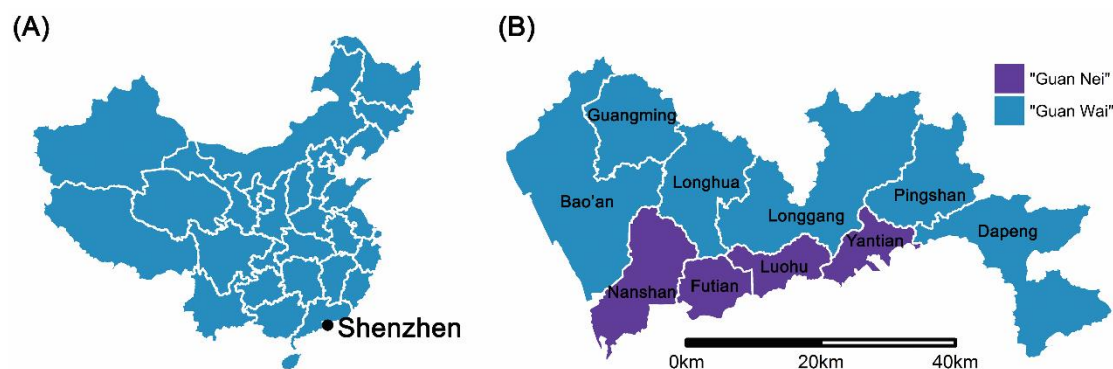 (A)
Shenzhen
(B)
"Guan Nei"
"Guan Wai"
Guangming
Bao'an
Longhua
Longgang
Pingshan
Dapeng
Yantian
Luohu
Futian
Nanshan
0km 20km 40km